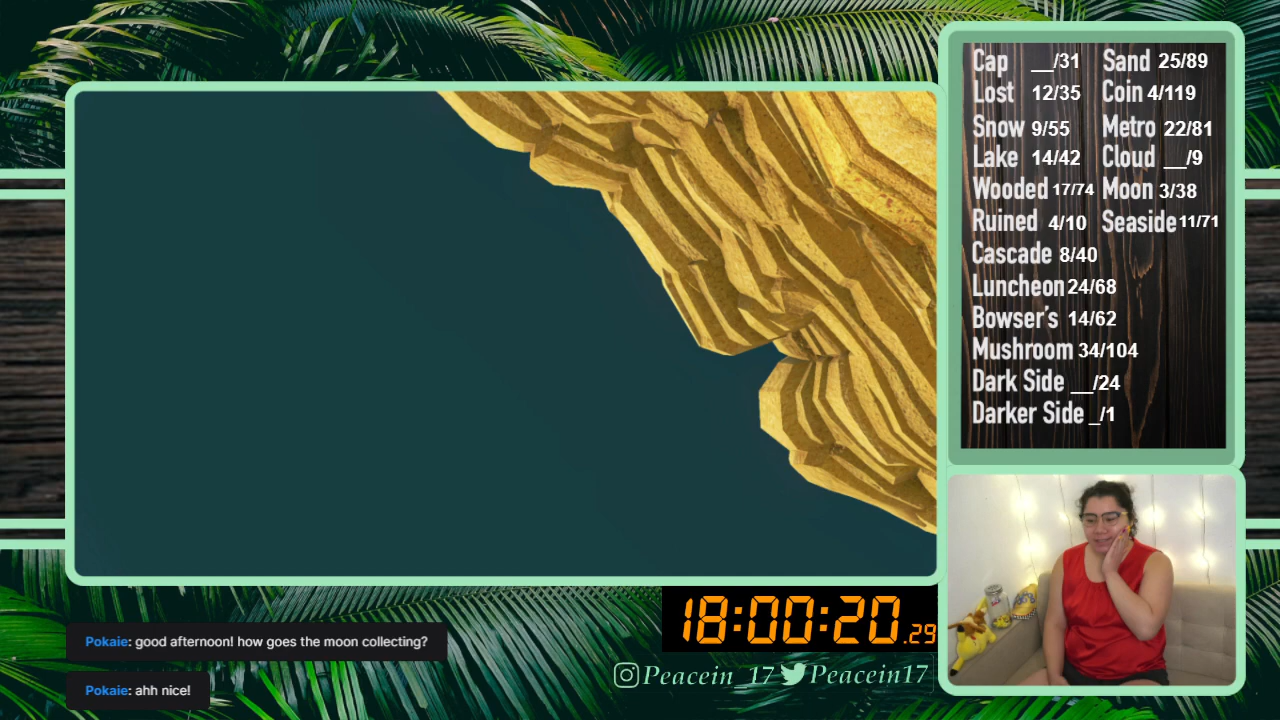 Cap __/31 Sand 25/89
Lost 12/35 Coin 4/119
Snow 9/55 Metro 22/81
Lake 14/42 Cloud __/9
Wooded 17/74 Moon 3/38
Ruined 4/10 Seaside 11/71
Cascade 8/40
Luncheon 24/68
Bowser's 14/62
Mushroom 34/104
Dark Side __/24
Darker Side _/1
18:00:20.29
Pokaie: good afternoon! how goes the moon collecting?
Peacein_17 Peacein17
Pokaie: ahh nice!